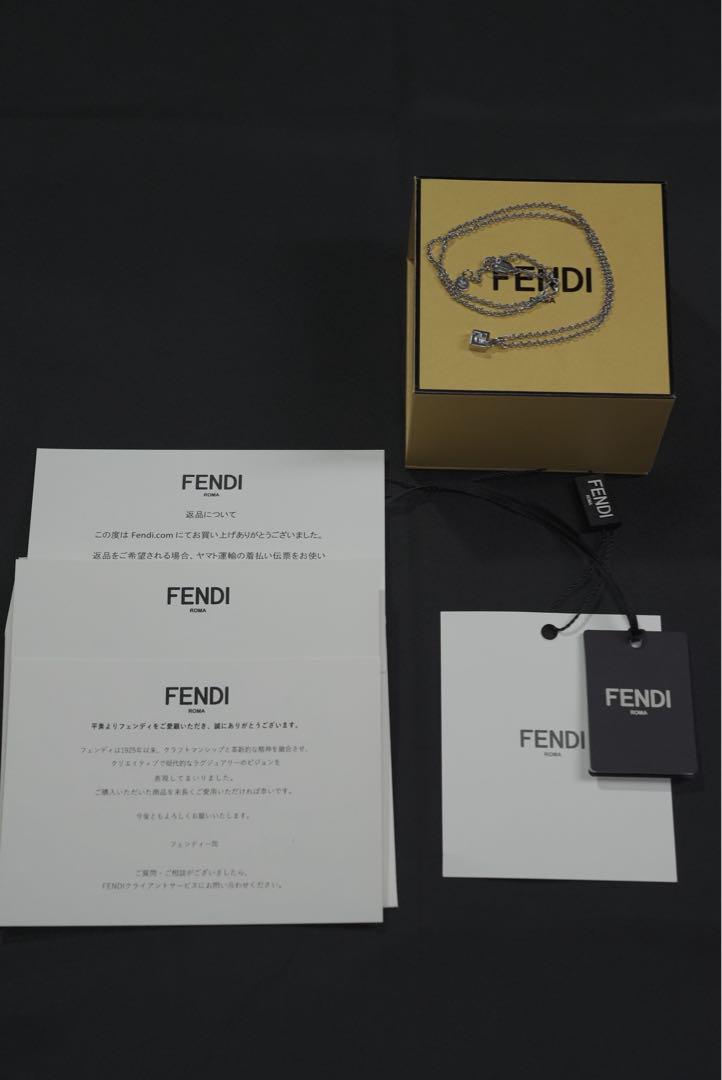 FENDI
ROMA
FENDI
ROMA
返品について
この度は Fendi.com にてお買い上げありがとうございました。
返品をご希望される場合、ヤマト運輸の着払い伝票をお使い
FENDI
ROMA
FENDI
ROMA
平素よりフェンディをご愛顧いただき、誠にありがとうございます。
フェンディは1925年以来、クラフトマンシップと革新的な精神を融合させ、
クリエイティブで現代的なラグジュアリーのビジョンを
表現してまいりました。
ご購入いただいた商品を末長くご愛用いただければ幸いです。
今後ともよろしくお願いいたします。
フェンディ一同
ご質問・ご相談がございましたら、
FENDIクライアントサービスにお問い合わせください。
FENDI
FENDI
ROMA
FENDI
ROMA